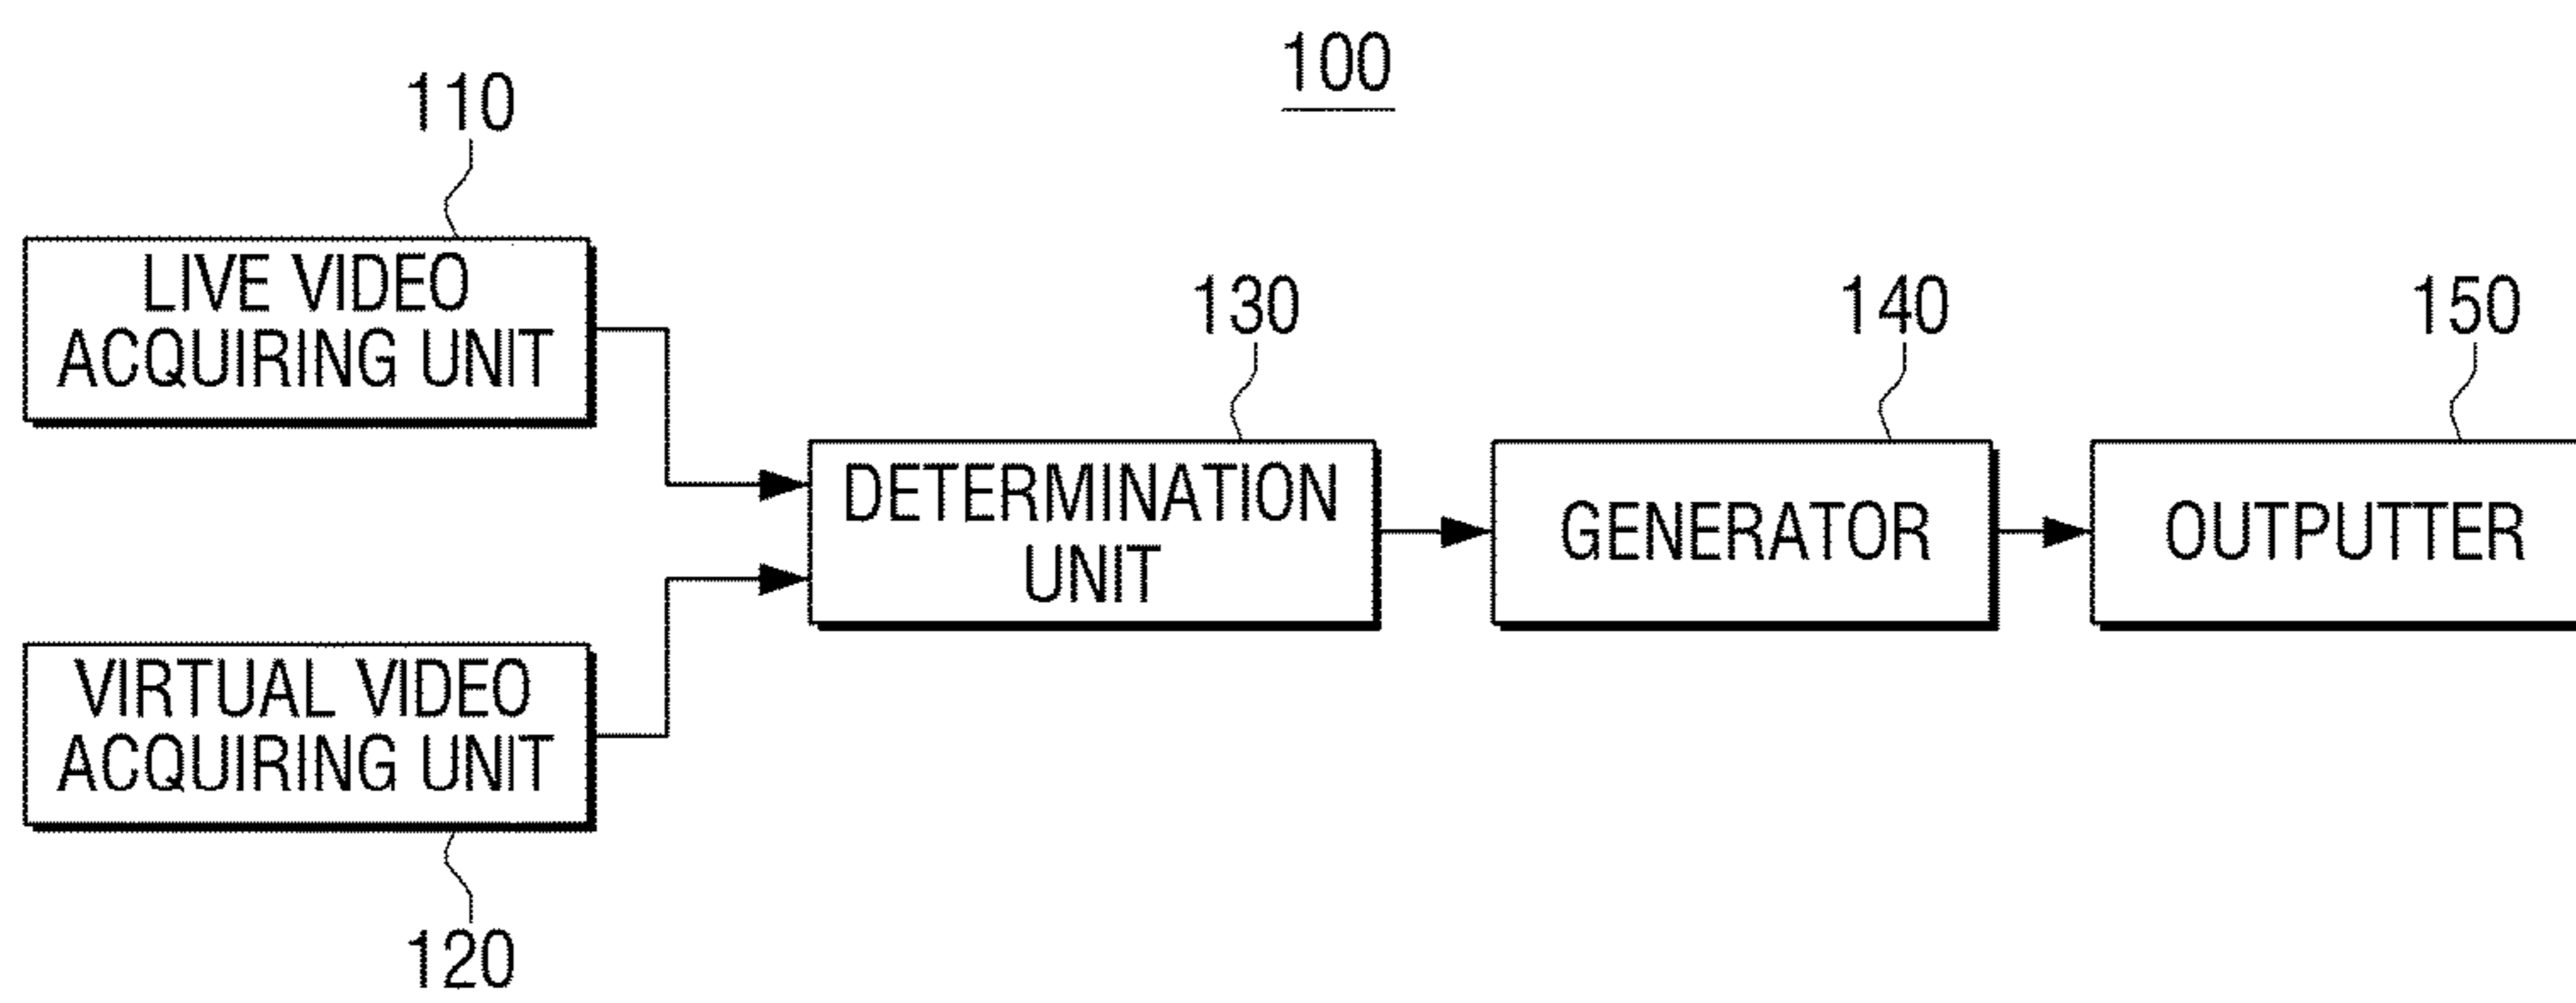 100
110
LIVE VIDEO
ACQUIRING UNIT
130
DETERMINATION
UNIT
140
GENERATOR
150
OUTPUTTER
VIRTUAL VIDEO
ACQUIRING UNIT
120